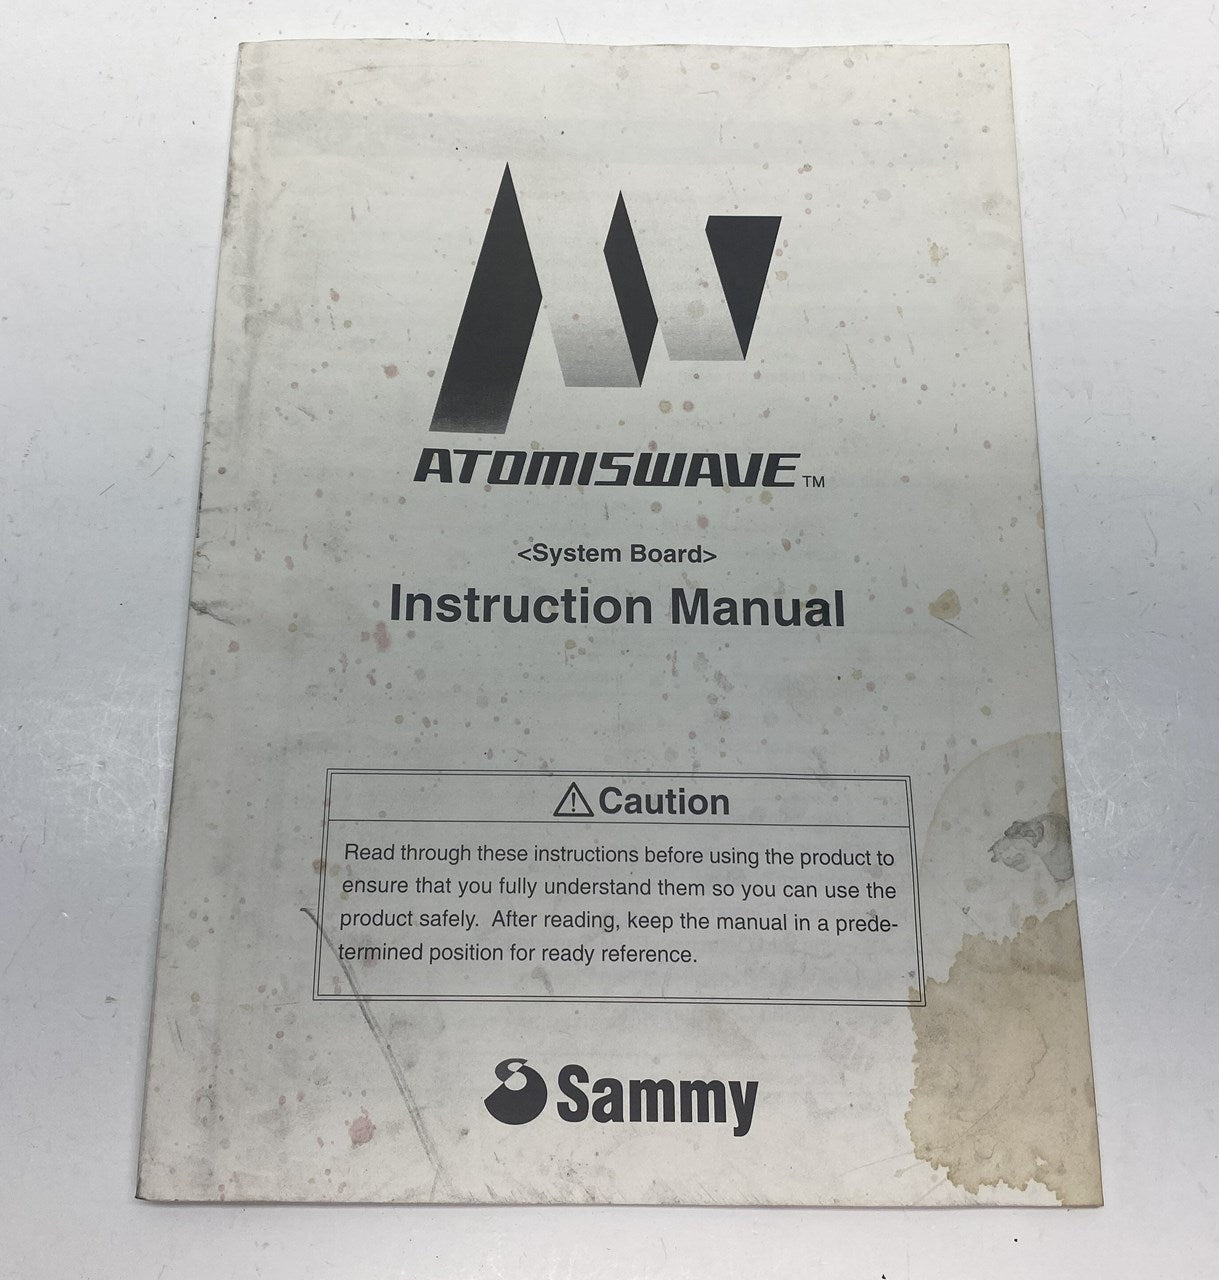 ATOMISWAVE TM
<System Board>
Instruction Manual
Caution
Read through these instructions before using the product to
ensure that you fully understand them so you can use the
product safely. After reading, keep the manual in a prede-
termined position for ready reference.
Sammy